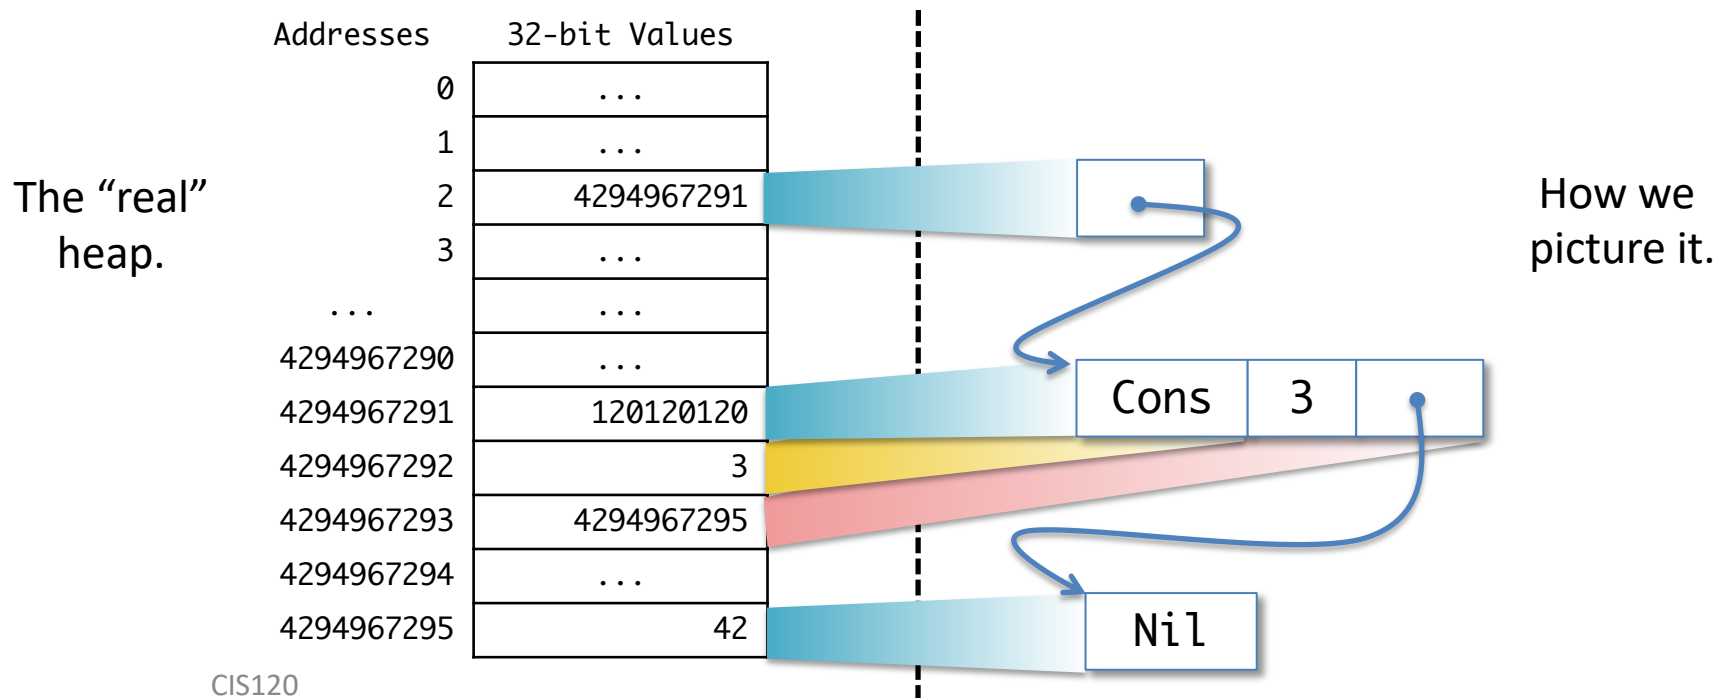 Addresses 32-bit Values
0 ...
1 ...
The “real”
heap.
2 4294967291
3 ...
... ...
4294967290 ...
4294967291 120120120
4294967292 3
4294967293 4294967295
4294967294 ...
4294967295 42
How we
picture it.
Cons 3
Nil
CIS120